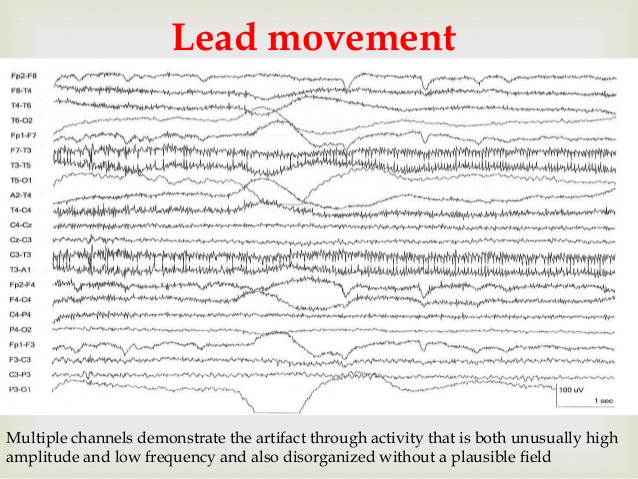 Lead movement
Fp2-F8
F8-T4
T4-T6
T6-O2
Fp1-F7
F7-T3
T3-T5
T5-O1
A2-T4
T4-C4
C4-Cz
Cz-C3
C3-T3
T3-A1
Fp2-F4
F4-C4
C4-P4
P4-O2
Fp1-F3
F3-C3
C3-P3
P3-O1
100 uV
1 sec
Multiple channels demonstrate the artifact through activity that is both unusually high
amplitude and low frequency and also disorganized without a plausible field